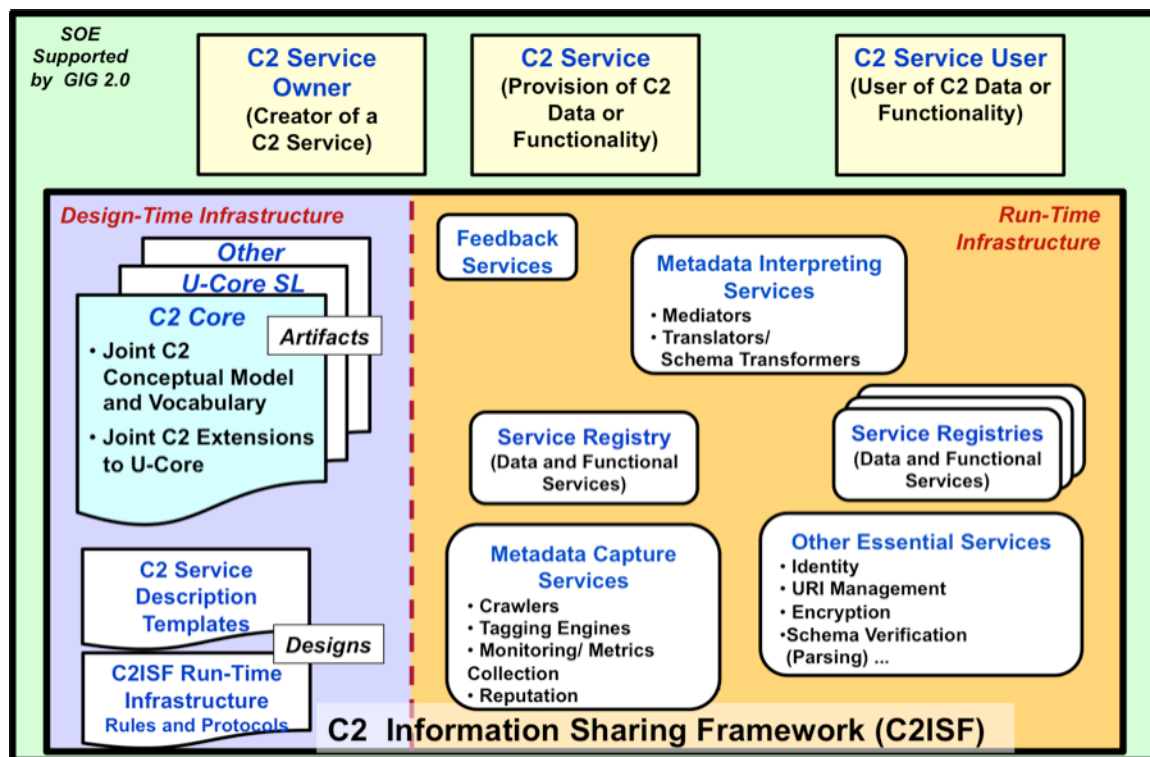 SOE
Supported
by GIG 2.0
C2 Service
Owner
(Creator of a
C2 Service)
C2 Service
(Provision of C2
Data or
Functionality)
C2 Service User
(User of C2 Data or
Functionality)
Design-Time Infrastructure
Other
U-Core SL
C2 Core
Artifacts
• Joint C2
Conceptual Model
and Vocabulary
• Joint C2 Extensions
to U-Core
C2 Service
Description
Templates
Designs
C2ISF Run-Time
Infrastructure
Rules and Protocols
Run-Time
Infrastructure
Feedback
Services
Metadata Interpreting
Services
• Mediators
• Translators/
Schema Transformers
Service Registry
(Data and Functional
Services)
Service Registries
(Data and Functional
Services)
Metadata Capture
Services
• Crawlers
• Tagging Engines
• Monitoring/ Metrics
Collection
• Reputation
Other Essential Services
• Identity
• URI Management
• Encryption
•Schema Verification
(Parsing) ...
C2 Information Sharing Framework (C2ISF)